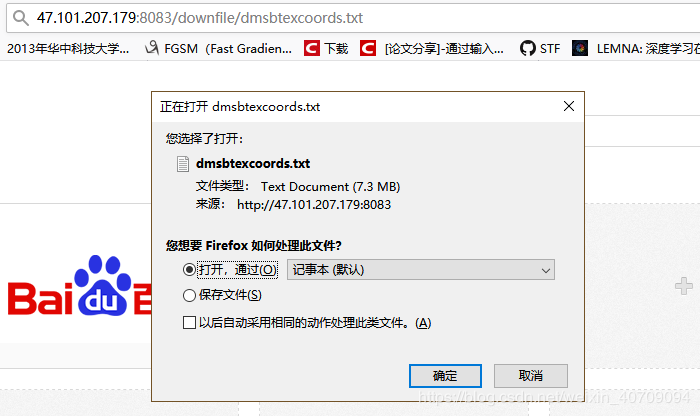 47.101.207.179:8083/downfile/dmsbtexcoords.txt
2013年华中科技大学... FGSM（Fast Gradien... 下载 [论文分享]-通过输入... STF LEMNA: 深度学习在
正在打开 dmsbtexcoords.txt
您选择了打开:
dmsbtexcoords.txt
文件类型： Text Document (7.3 MB)
来源： http://47.101.207.179:8083
您想要 Firefox 如何处理此文件?
打开，通过(O) 记事本 (默认)
保存文件(S)
以后自动采用相同的动作处理此类文件。(A)
Bai du 百
确定 取消
https://blog.csdn.net/weixin_40709094